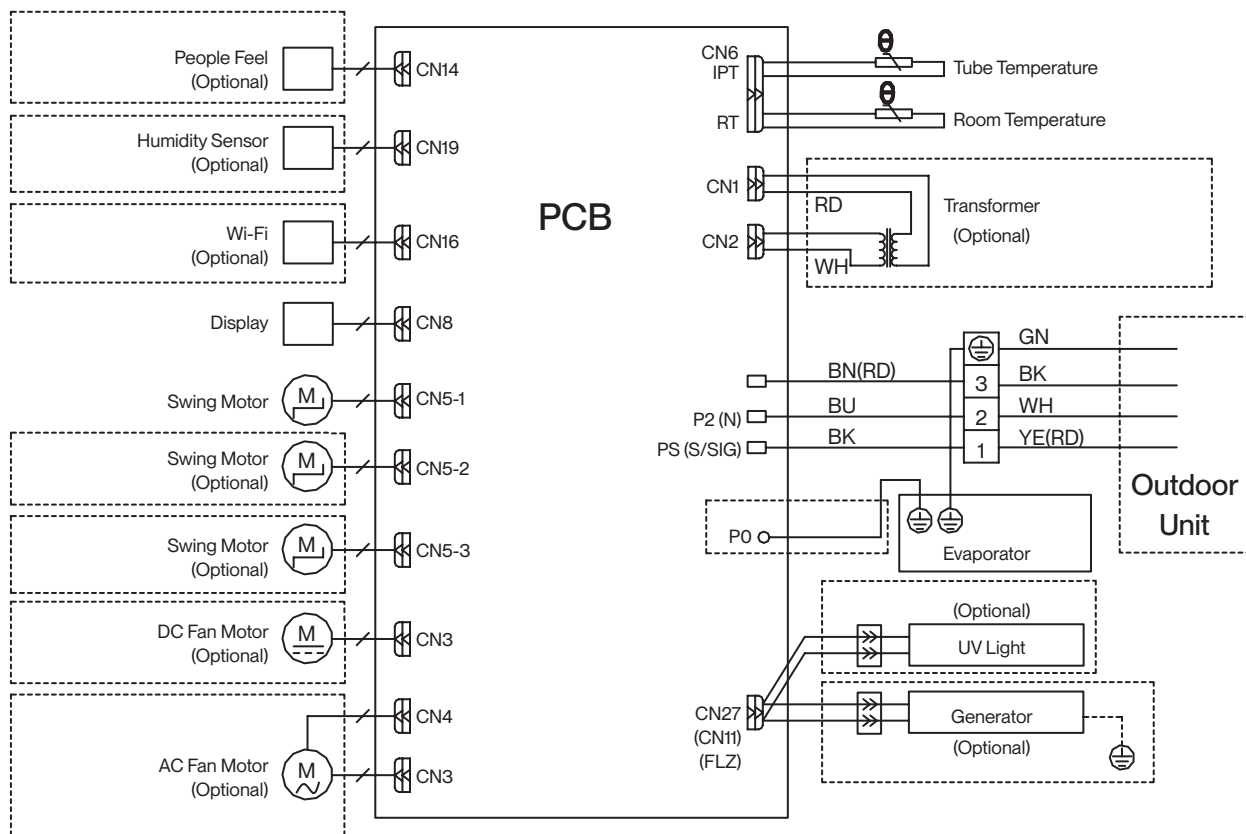 People Feel
(Optional)
CN14
Humidity Sensor
(Optional)
CN19
Wi-Fi
(Optional)
CN16
Display
CN8
Swing Motor
M
CN5-1
Swing Motor
(Optional)
M
CN5-2
Swing Motor
(Optional)
M
CN5-3
DC Fan Motor
(Optional)
M
CN3
CN4
AC Fan Motor
(Optional)
M
CN3
PCB
CN6
IPT
θ
Tube Temperature
RT
θ
Room Temperature
CN1
RD
CN2
WH
Transformer
(Optional)
GN
BN(RD)
3
BK
P2 (N)
BU
2
WH
PS (S/SIG)
BK
1
YE(RD)
Outdoor
Unit
P0
Evaporator
(Optional)
UV Light
CN27
(CN11)
(FLZ)
Generator
(Optional)